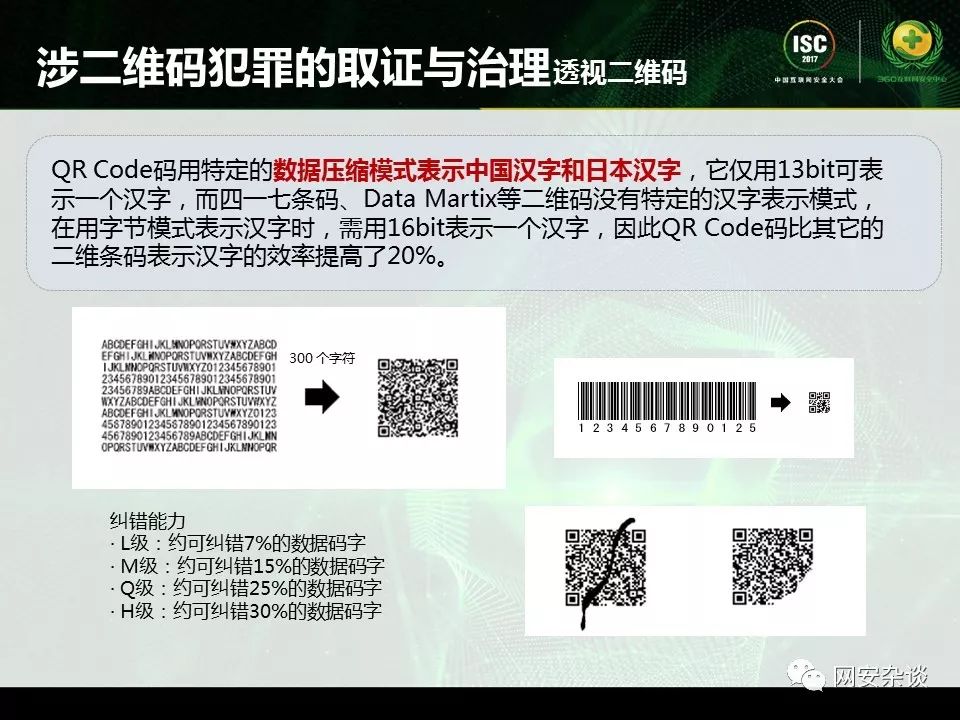 涉二维码犯罪的取证与治理透视二维码
ISC
2017
中国互联网安全大会
360互联网安全中心
QR Code码用特定的数据压缩模式表示中国汉字和日本汉字，它仅用13bit可表
示一个汉字，而四一七条码、Data Martix等二维码没有特定的汉字表示模式，
在用字节模式表示汉字时，需用16bit表示一个汉字，因此QR Code码比其它的
二维条码表示汉字的效率提高了20%。
ABCDEFGHIJKLMNOPQRSTUVWXYZABCD
EFGHIJKLMNOPQRSTUVWXYZABCDEFGH
IJKLMNOPQRSTUVWXYZ012345678901
234567890123456789012345678901
23456789ABCDEFGHIJKLMNOPQRSTUV
WXYZABCDEFGHIJKLMNOPQRSTUVWXYZ
ABCDEFGHIJKLMNOPQRSTUVWXYZ0123
456789012345678901234567890123
4567890123456789ABCDEFGHIJKLMN
OPQRSTUVWXYZABCDEFGHIJKLMNOPQR
300 个字符
1 2 3 4 5 6 7 8 9 0 1 2 5
纠错能力
· L级：约可纠错7%的数据码字
· M级：约可纠错15%的数据码字
· Q级：约可纠错25%的数据码字
· H级：约可纠错30%的数据码字
网安杂谈